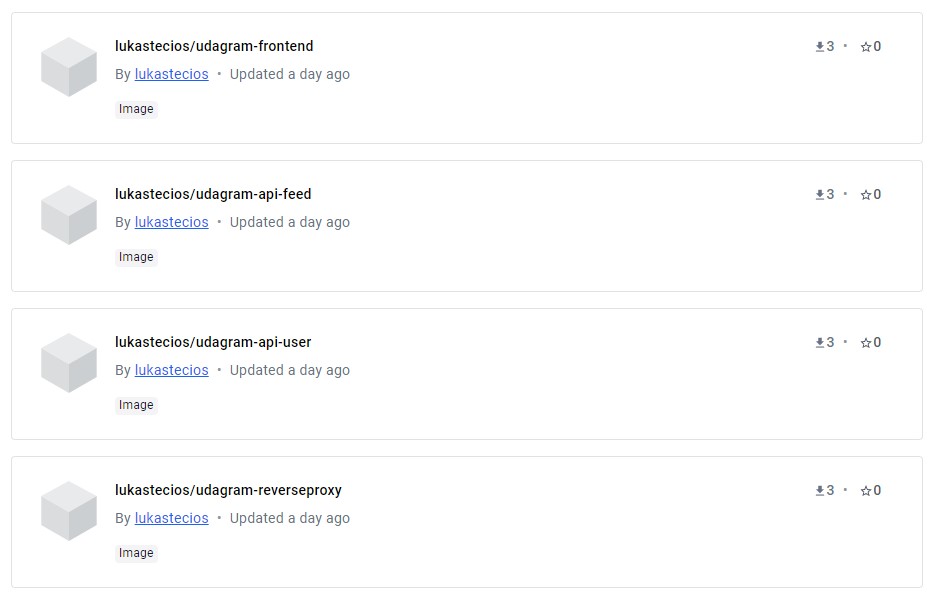 lukastecios/udagram-frontend 3 • 0
By lukastecios • Updated a day ago
Image
lukastecios/udagram-api-feed 3 • 0
By lukastecios • Updated a day ago
Image
lukastecios/udagram-api-user 3 • 0
By lukastecios • Updated a day ago
Image
lukastecios/udagram-reverseproxy 3 • 0
By lukastecios • Updated a day ago
Image